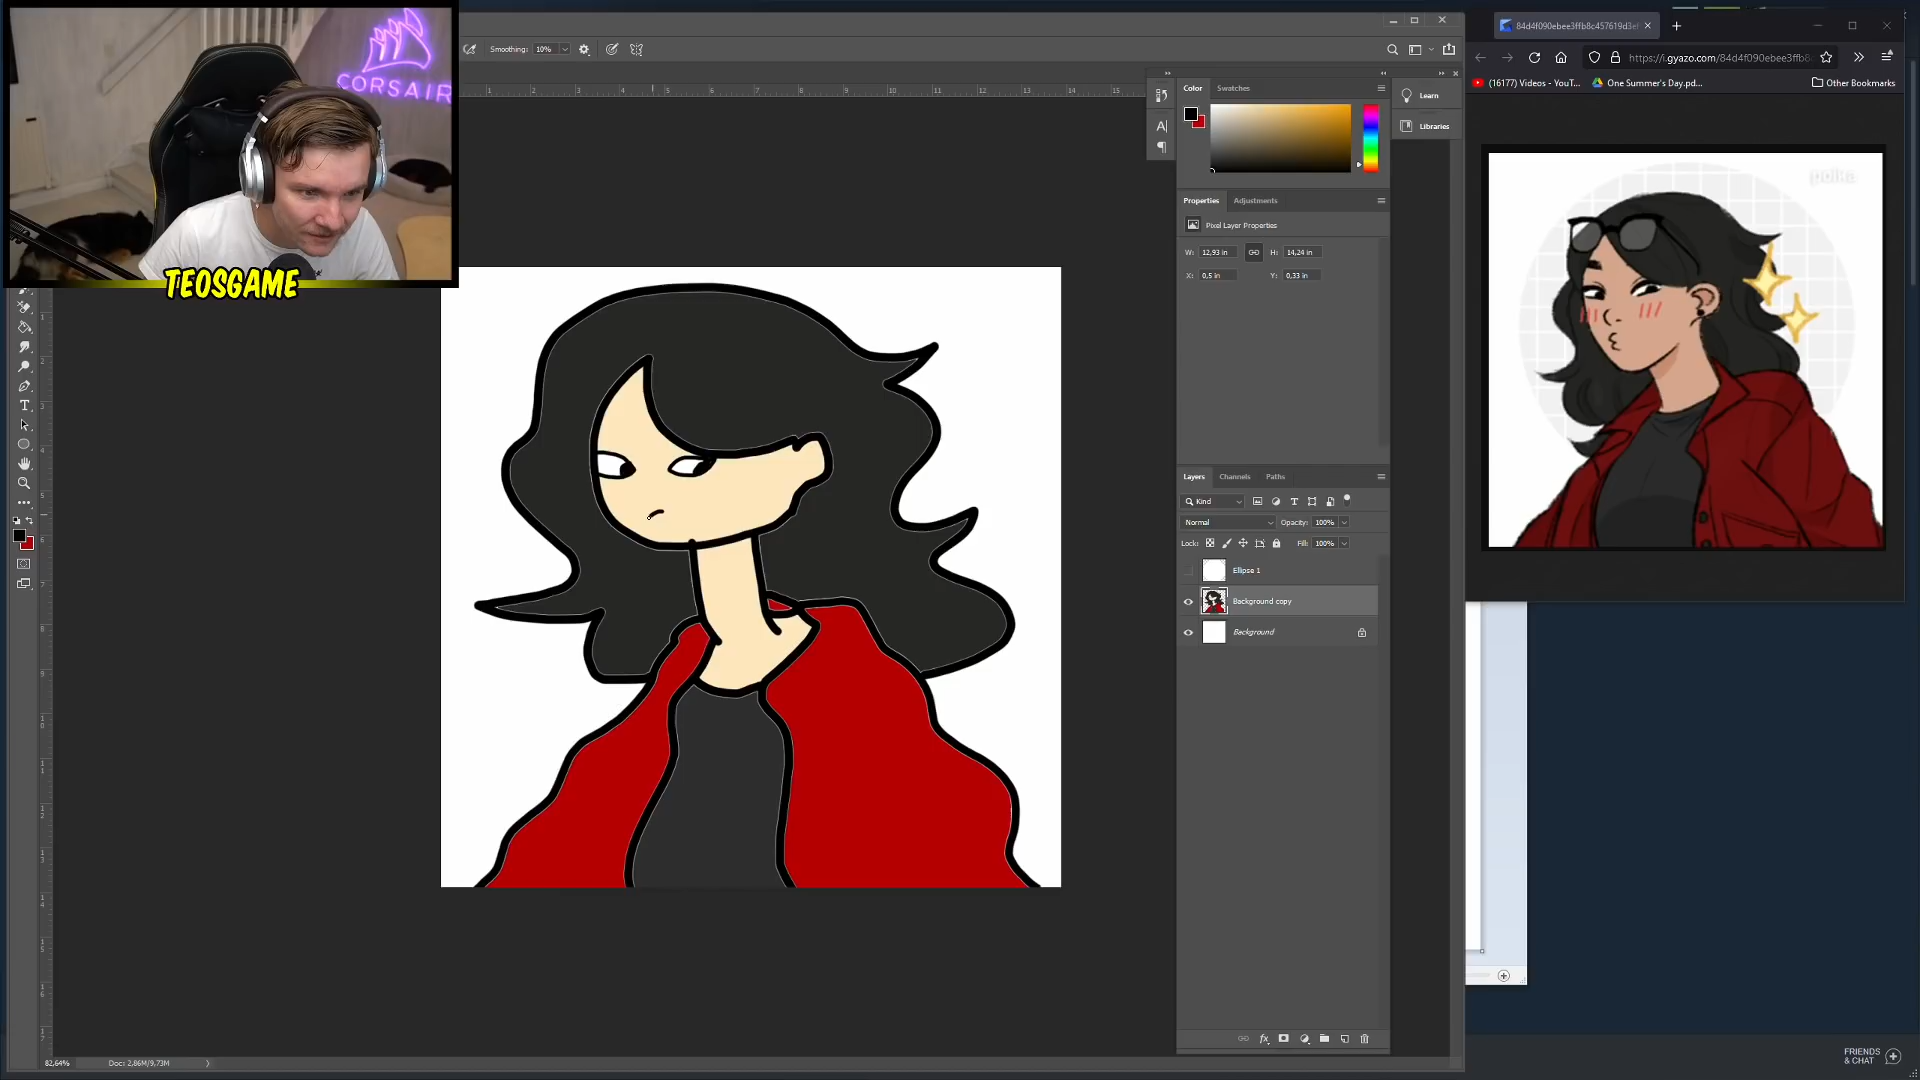 CORSAIR
TEOSGAME
Smoothing: 10%
Color
Swatches
Learn
Libraries
Properties
Adjustments
Pixel Layer Properties
W: 12,93 in
H: 14,24 in
X: 0,5 in
Y: 0,33 in
Layers
Channels
Paths
Kind
Normal
Opacity: 100%
Lock:
Fill: 100%
Ellipse 1
Background copy
Background
82,64%
Doc: 2,86M/9,73M
84d4f090ebee3ffb8c457619d3e
https://i.gyazo.com/84d4f090ebee3ffb8
(16177) Videos - YouT...
One Summer's Day.pd...
Other Bookmarks
polka
FRIENDS
& CHAT